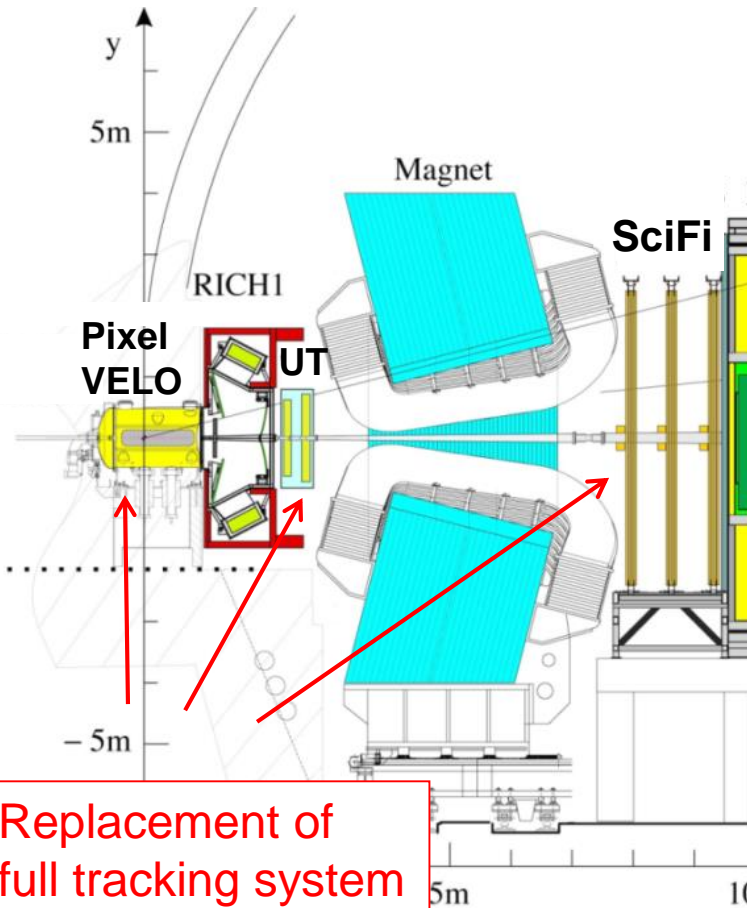 y
5m
Magnet
SciFi
RICH1
Pixel
VELO
UT
– 5m
Replacement of
full tracking system
5m